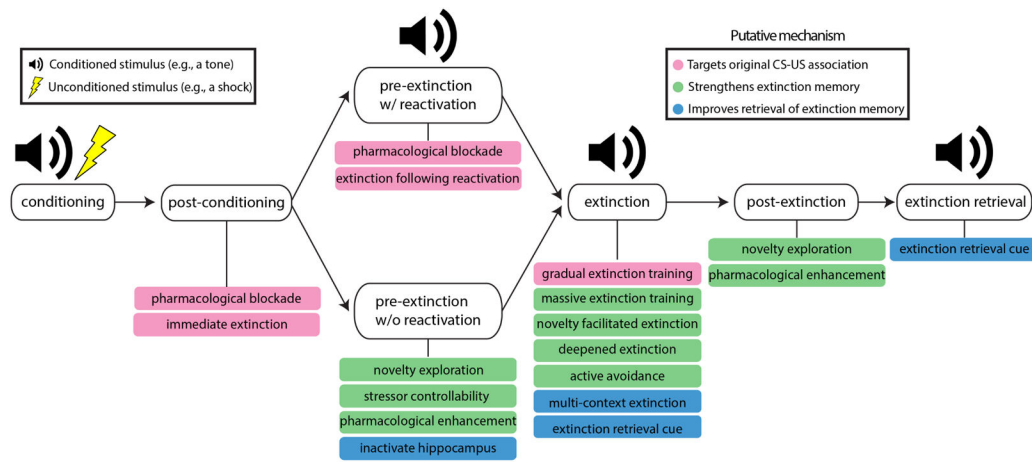 Conditioned stimulus (e.g., a tone)
Unconditioned stimulus (e.g., a shock)
Putative mechanism
Targets original CS-US association
Strengthens extinction memory
Improves retrieval of extinction memory
conditioning
post-conditioning
pharmacological blockade
immediate extinction
pre-extinction
w/ reactivation
pharmacological blockade
extinction following reactivation
pre-extinction
w/o reactivation
novelty exploration
stressor controllability
pharmacological enhancement
inactivate hippocampus
extinction
gradual extinction training
massive extinction training
novelty facilitated extinction
deepened extinction
active avoidance
multi-context extinction
extinction retrieval cue
post-extinction
novelty exploration
pharmacological enhancement
extinction retrieval
extinction retrieval cue